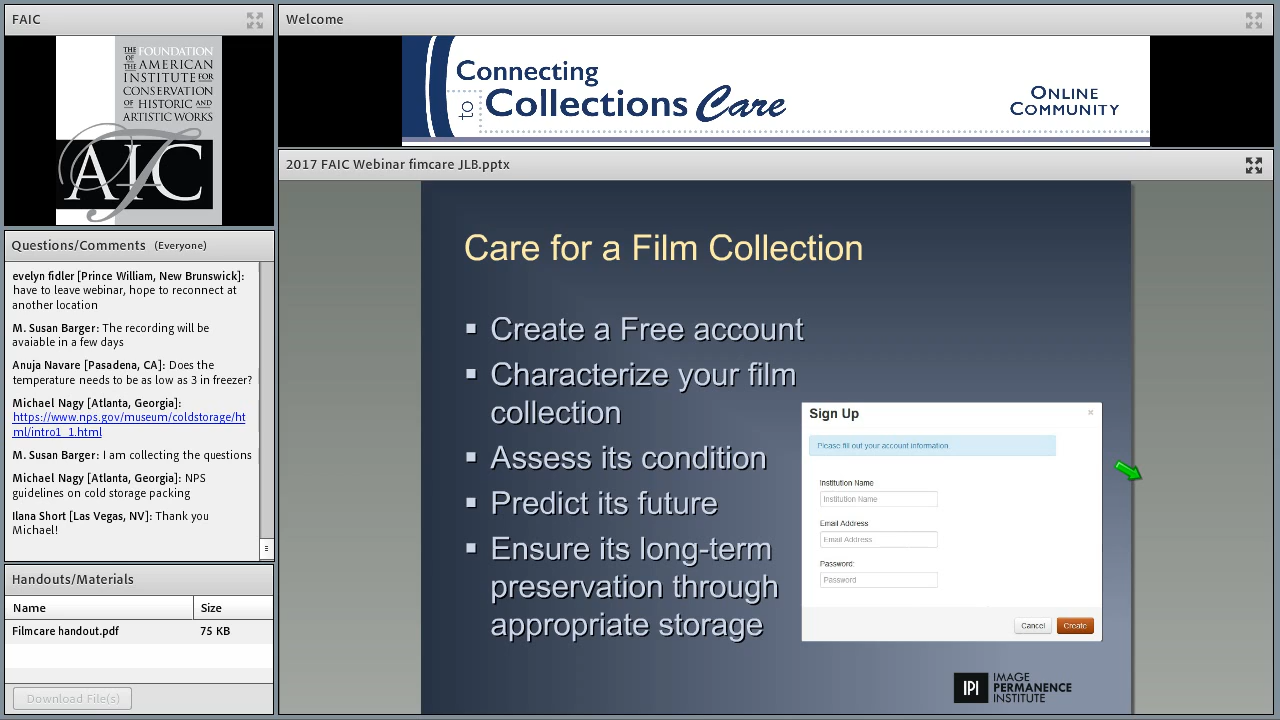 FAIC
THE FOUNDATION
OF THE AMERICAN
INSTITUTE FOR
CONSERVATION
OF HISTORIC AND
ARTISTIC WORKS
AIC
Questions/Comments (Everyone)
evelyn fidler [Prince William, New Brunswick]:
have to leave webinar, hope to reconnect at
another location
M. Susan Barger: The recording will be
avaiable in a few days
Anuja Navare [Pasadena, CA]: Does the
temperature needs to be as low as 3 in freezer?
Michael Nagy [Atlanta, Georgia]:
https://www.nps.gov/museum/coldstorage/ht
ml/intro1_1.html
M. Susan Barger: I am collecting the questions
Michael Nagy [Atlanta, Georgia]: NPS
guidelines on cold storage packing
Ilana Short [Las Vegas, NV]: Thank you
Michael!
Handouts/Materials
Name Size
Filmcare handout.pdf 75 KB
Download File(s)
Welcome
Connecting
to Collections Care
ONLINE
COMMUNITY
2017 FAIC Webinar fimcare JLB.pptx
Care for a Film Collection
▪ Create a Free account
▪ Characterize your film
collection
▪ Assess its condition
▪ Predict its future
▪ Ensure its long-term
preservation through
appropriate storage
Sign Up ×
Please fill out your account information.
Institution Name
Institution Name
Email Address
Email Address
Password:
Password
Cancel Create
IPI IMAGE
PERMANENCE
INSTITUTE